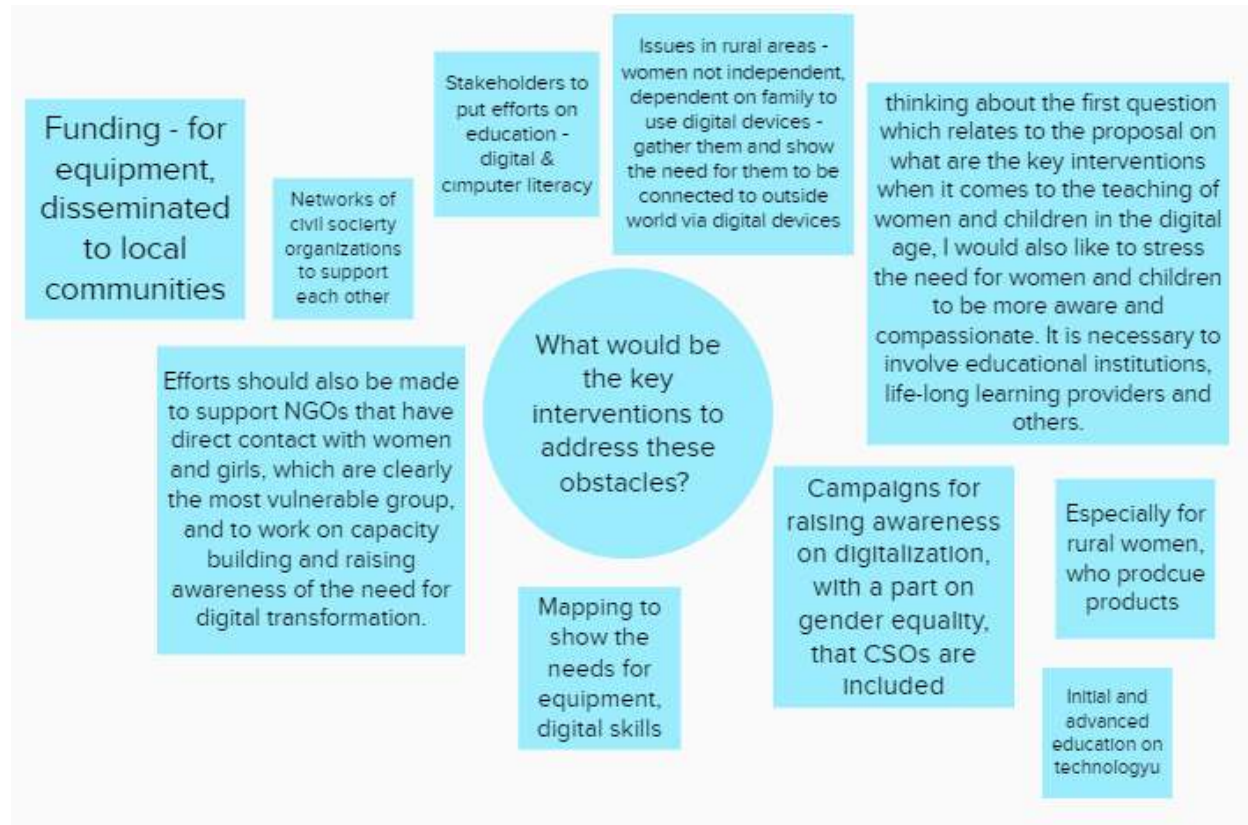 Funding - for
equipment,
disseminated
to local
communities
Networks of
civil socierty
organizations
to support
each other
Stakeholders to
put efforts on
education -
digital &
cimputer literacy
Issues in rural areas -
women not independent,
dependent on family to
use digital devices -
gather them and show
the need for them to be
connected to outside
world via digital devices
thinking about the first question
which relates to the proposal on
what are the key interventions
when it comes to the teaching of
women and children in the digital
age, I would also like to stress
the need for women and children
to be more aware and
compassionate. It is necessary to
involve educational institutions,
life-long learning providers and
others.
What would be
the key
interventions to
address these
obstacles?
Efforts should also be made
to support NGOs that have
direct contact with women
and girls, which are clearly
the most vulnerable group,
and to work on capacity
building and raising
awareness of the need for
digital transformation.
Mapping to
show the
needs for
equipment,
digital skills
Campaigns for
raising awareness
on digitalization,
with a part on
gender equality,
that CSOs are
included
Especially for
rural women,
who prodcue
products
Initial and
advanced
education on
technologyu